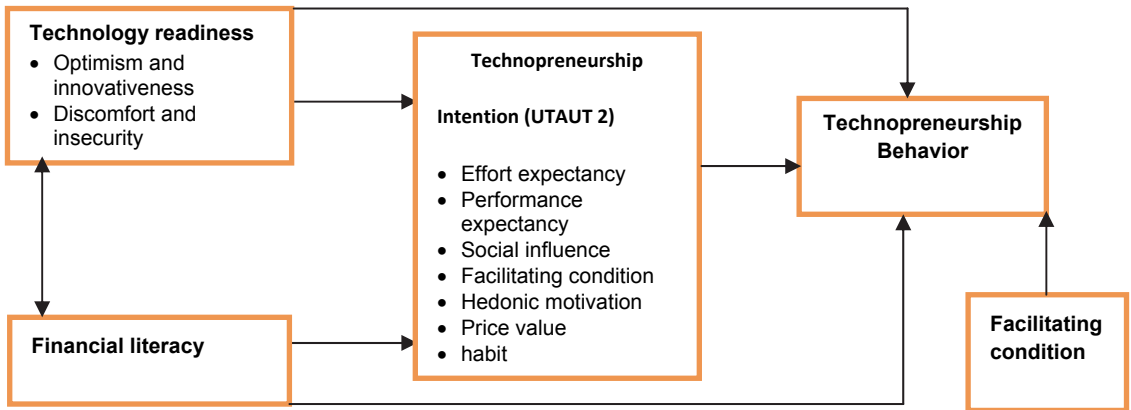 Technology readiness
• Optimism and
innovativeness
• Discomfort and
insecurity
Financial literacy
Technopreneurship
Intention (UTAUT 2)
• Effort expectancy
• Performance
expectancy
• Social influence
• Facilitating condition
• Hedonic motivation
• Price value
• habit
Technopreneurship
Behavior
Facilitating
condition